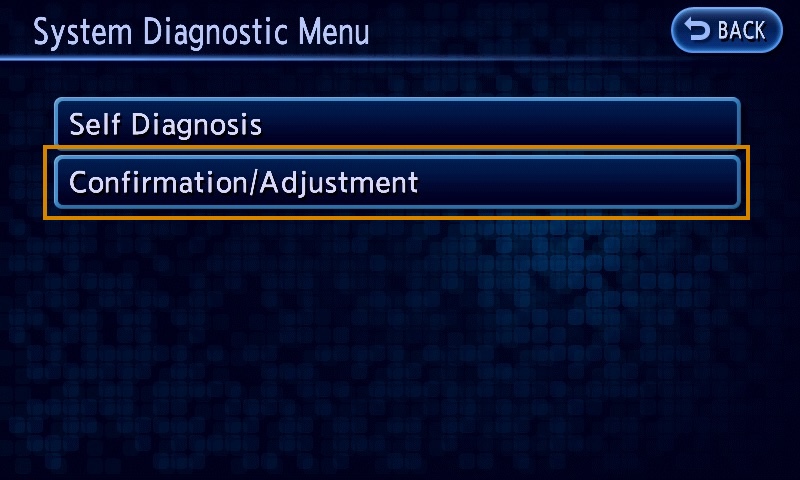 System Diagnostic Menu
BACK
Self Diagnosis
Confirmation/Adjustment